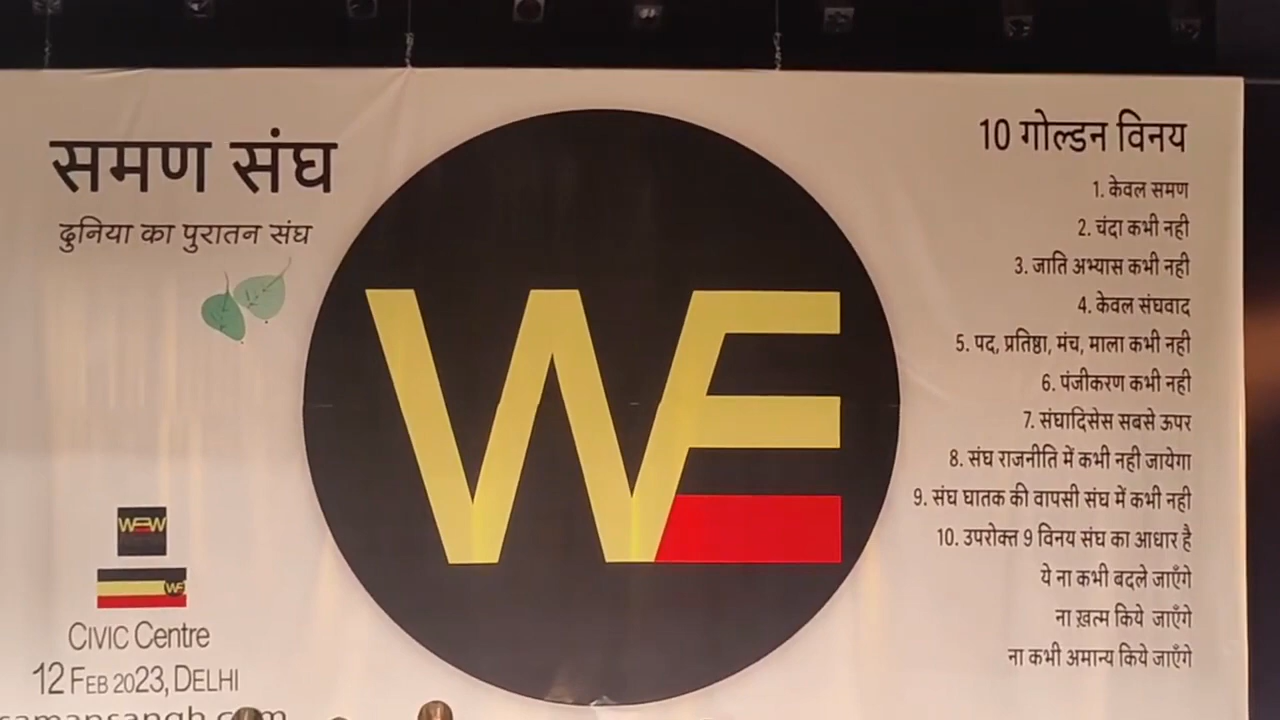 समण संघ
दुनिया का पुरातन संघ
WE
WEW
WE
CIVIC Centre
12 FEB 2023, DELHI
10 गोल्डन विनय
1. केवल समण
2. चंदा कभी नही
3. जाति अभ्यास कभी नही
4. केवल संघवाद
5. पद, प्रतिष्ठा, मंच, माला कभी नही
6. पंजीकरण कभी नही
7. संघादिसेस सबसे ऊपर
8. संघ राजनीति में कभी नही जायेगा
9. संघ घातक की वापसी संघ में कभी नही
10. उपरोक्त 9 विनय संघ का आधार है
ये ना कभी बदले जाएँगे
ना ख़त्म किये जाएँगे
ना कभी अमान्य किये जाएँगे